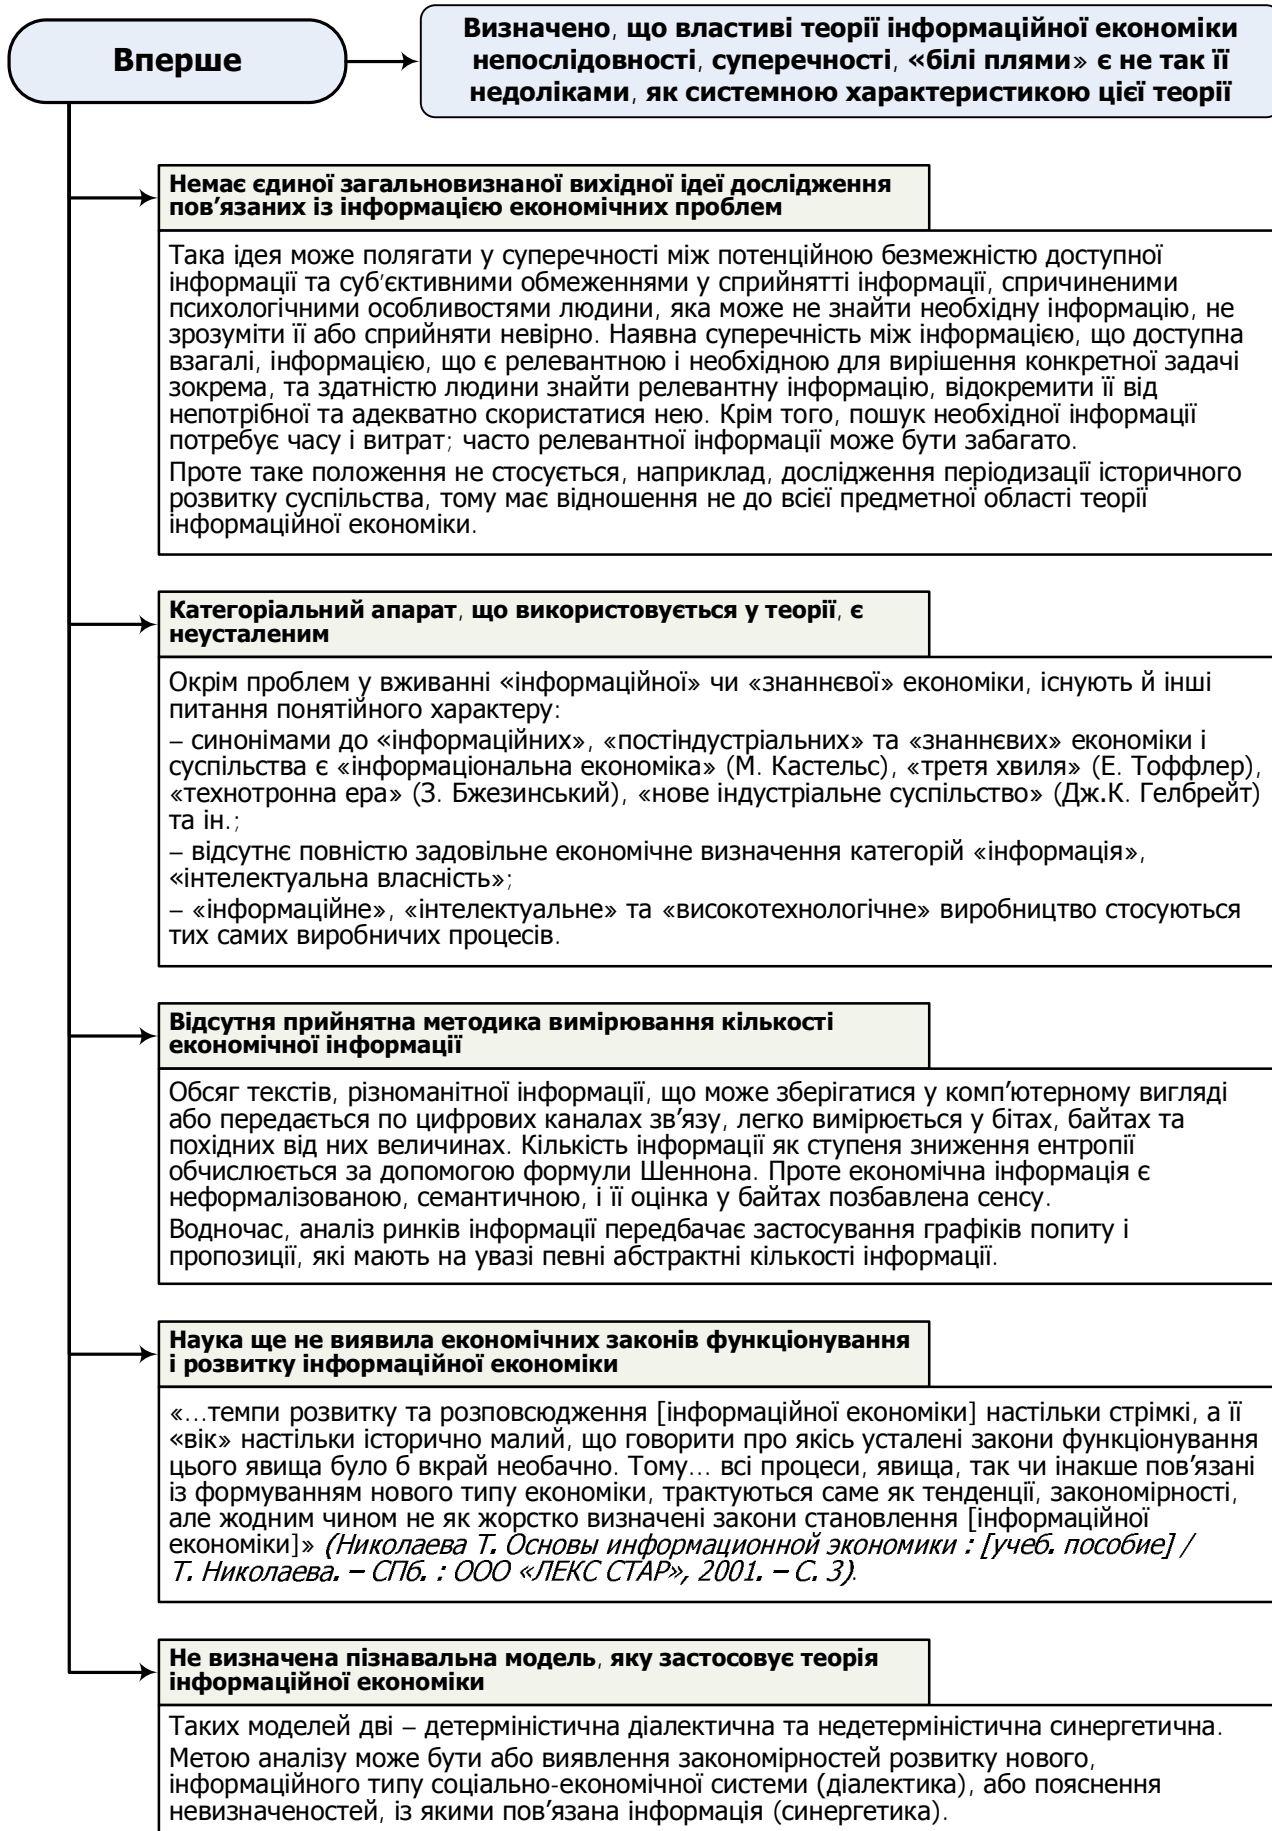 Вперше
Визначено, що властиві теорії інформаційної економіки
непослідовності, суперечності, «білі плями» є не так її
недоліками, як системною характеристикою цієї теорії
Немає єдиної загальновизнаної вихідної ідеї дослідження
пов’язаних із інформацією економічних проблем
Така ідея може полягати у суперечності між потенційною безмежністю доступної
інформації та суб’єктивними обмеженнями у сприйнятті інформації, спричиненими
психологічними особливостями людини, яка може не знайти необхідну інформацію, не
зрозуміти її або сприйняти невірно. Наявна суперечність між інформацією, що доступна
взагалі, інформацією, що є релевантною і необхідною для вирішення конкретної задачі
зокрема, та здатністю людини знайти релевантну інформацію, відокремити її від
непотрібної та адекватно скористатися нею. Крім того, пошук необхідної інформації
потребує часу і витрат; часто релевантної інформації може бути забагато.
Проте таке положення не стосується, наприклад, дослідження періодизації історичного
розвитку суспільства, тому має відношення не до всієї предметної області теорії
інформаційної економіки.
Категоріальний апарат, що використовується у теорії, є
неусталеним
Окрім проблем у вживанні «інформаційної» чи «знаннєвої» економіки, існують й інші
питання понятійного характеру:
– синонімами до «інформаційних», «постіндустріальних» та «знаннєвих» економіки і
суспільства є «інформаціональна економіка» (М. Кастельс), «третя хвиля» (Е. Тоффлер),
«технотронна ера» (З. Бжезинський), «нове індустріальне суспільство» (Дж.К. Гелбрейт)
та ін.;
– відсутнє повністю задовільне економічне визначення категорій «інформація»,
«інтелектуальна власність»;
– «інформаційне», «інтелектуальне» та «високотехнологічне» виробництво стосуються
тих самих виробничих процесів.
Відсутня прийнятна методика вимірювання кількості
економічної інформації
Обсяг текстів, різноманітної інформації, що може зберігатися у комп’ютерному вигляді
або передається по цифрових каналах зв’язу, легко вимірюється у бітах, байтах та
похідних від них величинах. Кількість інформації як ступеня зниження ентропії
обчислюється за допомогою формули Шеннона. Проте економічна інформація є
неформалізованою, семантичною, і її оцінка у байтах позбавлена сенсу.
Водночас, аналіз ринків інформації передбачає застосування графіків попиту і
пропозиції, які мають на увазі певні абстрактні кількості інформації.
Наука ще не виявила економічних законів функціонування
і розвитку інформаційної економіки
«…темпи розвитку та розповсюдження [інформаційної економіки] настільки стрімкі, а її
«вік» настільки історично малий, що говорити про якісь усталені закони функціонування
цього явища було б вкрай необачно. Тому… всі процеси, явища, так чи інакше пов’язані
із формуванням нового типу економіки, трактуються саме як тенденції, закономірності,
але жодним чином не як жорстко визначені закони становлення [інформаційної
економіки]» (Николаева Т. Основы информационной экономики : [учеб. пособие] /
Т. Николаева. – СПб. : ООО «ЛЕКС СТАР», 2001. – С. 3).
Не визначена пізнавальна модель, яку застосовує теорія
інформаційної економіки
Таких моделей дві – детерміністична діалектична та недетерміністична синергетична.
Метою аналізу може бути або виявлення закономірностей розвитку нового,
інформаційного типу соціально-економічної системи (діалектика), або пояснення
невизначеностей, із якими пов’язана інформація (синергетика).